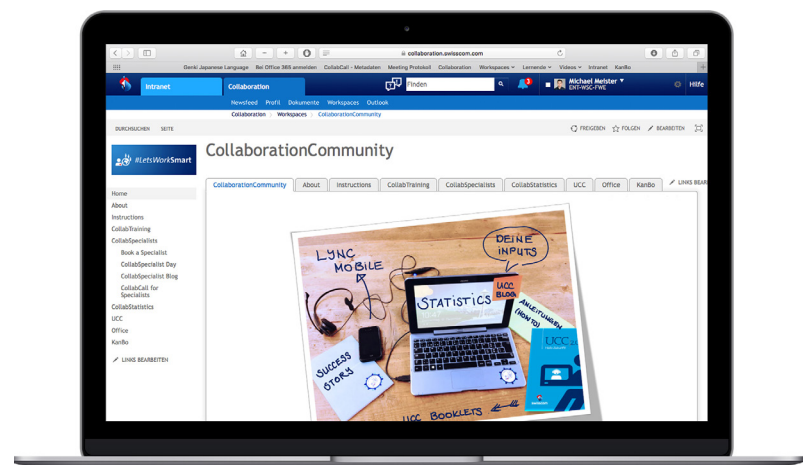 collaboration.swisscom.com
Genki Japanese Language
Bei Office 365 anmelden
CollabCall - Metadaten
Meeting Protokoll
Collaboration
Workspaces
Lernende
Videos
Intranet
KanBo
Intranet
Collaboration
Finden
3
Michael Meister
ENT-WSC-FWE
Hilfe
Newsfeed Profil Dokumente Workspaces Outlook
Collaboration Workspaces CollaborationCommunity
DURCHSUCHEN SEITE
FREIGEBEN FOLGEN BEARBEITEN
#LetsWorkSmart
CollaborationCommunity
CollaborationCommunity
About
Instructions
CollabTraining
CollabSpecialists
CollabStatistics
UCC
Office
KanBo
LINKS BEAR
Home
About
Instructions
CollabTraining
CollabSpecialists
Book a Specialist
CollabSpecialist Day
CollabSpecialist Blog
CollabCall for
Specialists
CollabStatistics
UCC
Office
KanBo
LINKS BEARBEITEN
LYNC
MOBILE
DEINE
INPUTS
STATISTICS
UCC
BLOG
ANLEITUNGEN
(HOW TO)
UCC 2.0
SUCCESS
STORY
UCC BOOKLETS